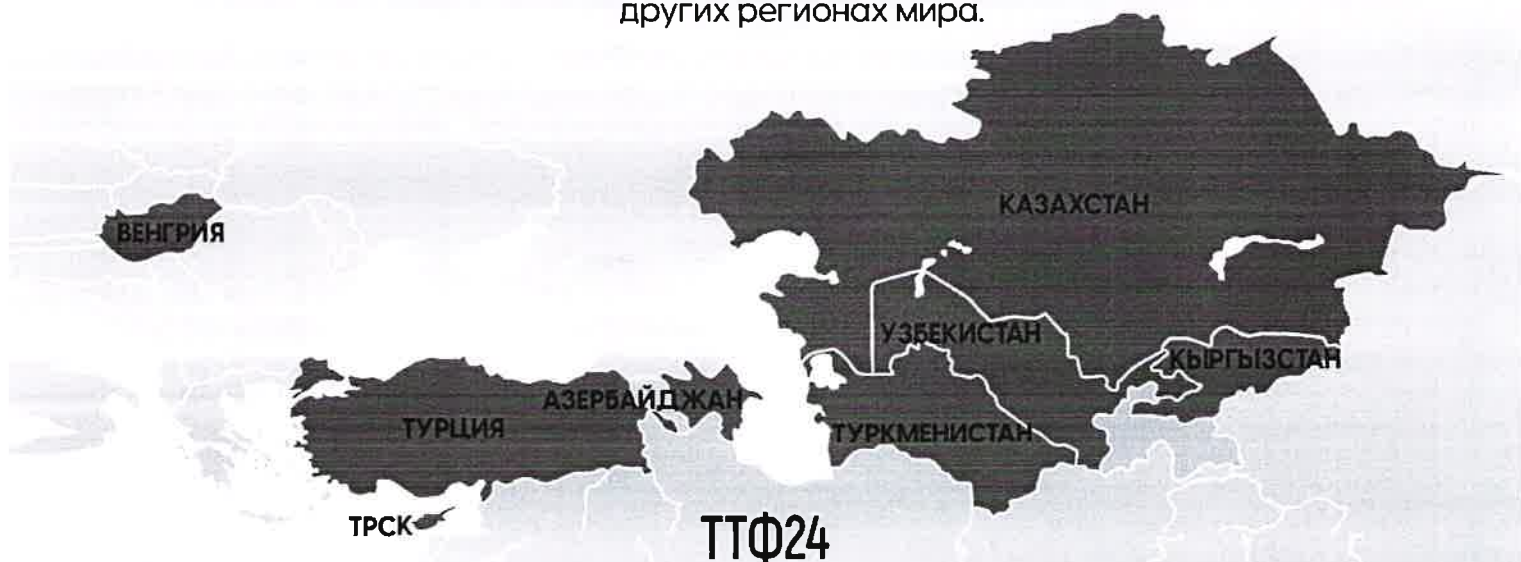 других регионах мира.
КАЗАХСТАН
ВЕНГРИЯ
УЗБЕКИСТАН
КЫРГЫЗСТАН
АЗЕРБАЙДЖАН
ТУРЦИЯ
ТУРКМЕНИСТАН
ТРСК
ТТФ24